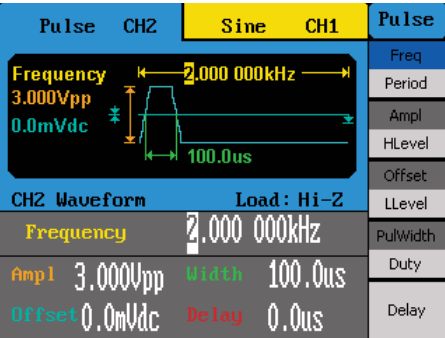 Pulse CH2 Sine CH1 Pulse
Frequency 2.000 000kHz
3.000Vpp
0.0mVdc
100.0us
CH2 Waveform Load: Hi-Z
Frequency 2.000 000kHz
Ampl 3.000Vpp Width 100.0us
Offset 0.0mVdc Delay 0.0us
Freq
Period
Ampl
HLevel
Offset
LLevel
PulWidth
Duty
Delay